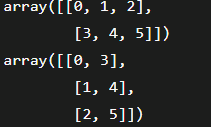 array([[0, 1, 2],
       [3, 4, 5]])
array([[0, 3],
       [1, 4],
       [2, 5]])